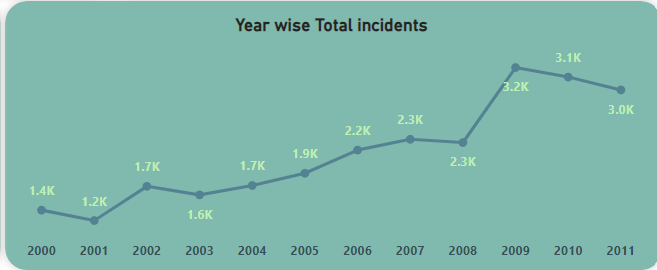 Year wise Total incidents
1.4K
1.2K
1.7K
1.6K
1.7K
1.9K
2.2K
2.3K
2.3K
3.2K
3.1K
3.0K
2000 2001 2002 2003 2004 2005 2006 2007 2008 2009 2010 2011